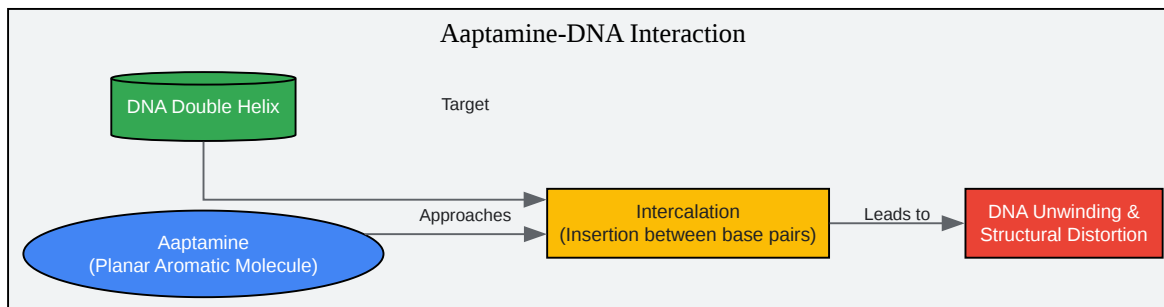 Aaptamine-DNA Interaction
DNA Double Helix
Target
Approaches
Aaptamine
(Planar Aromatic Molecule)
Intercalation
(Insertion between base pairs)
Leads to
DNA Unwinding &
Structural Distortion